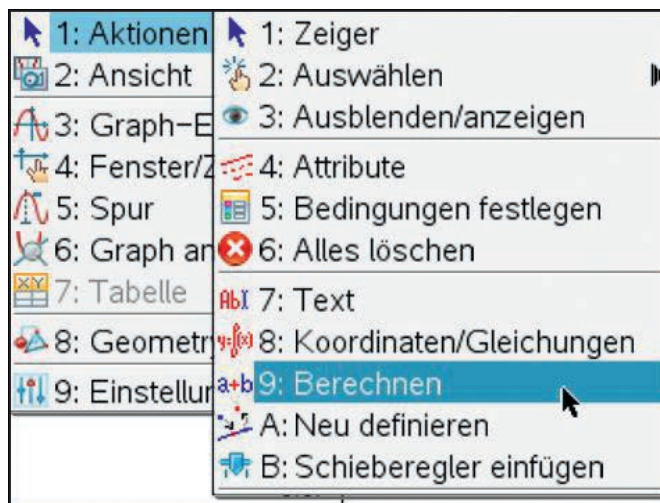 1: Aktionen
2: Ansicht
3: Graph-E
4: Fenster/Z
5: Spur
6: Graph an
7: Tabelle
8: Geometr
9: Einstellur
1: Zeiger
2: Auswählen
3: Ausblenden/anzeigen
4: Attribute
5: Bedingungen festlegen
6: Alles löschen
7: Text
8: Koordinaten/Gleichungen
9: Berechnen
A: Neu definieren
B: Schieberegler einfügen